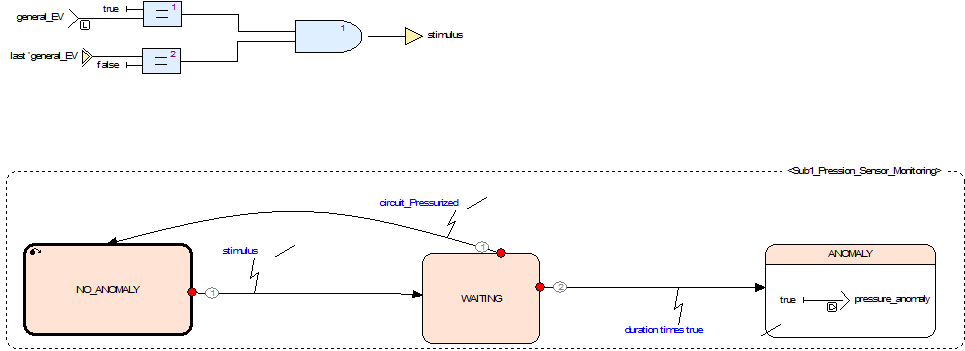 true
general_EV
L
=
1
last 'general_EV
false
=
2
1
stimulus
<Sub1_Pression_Sensor_Monitoring>
circuit_Pressurized
stimulus
1
ANOMALY
NO_ANOMALY
1
WAITING
2
true
D
pressure_anomaly
duration times true